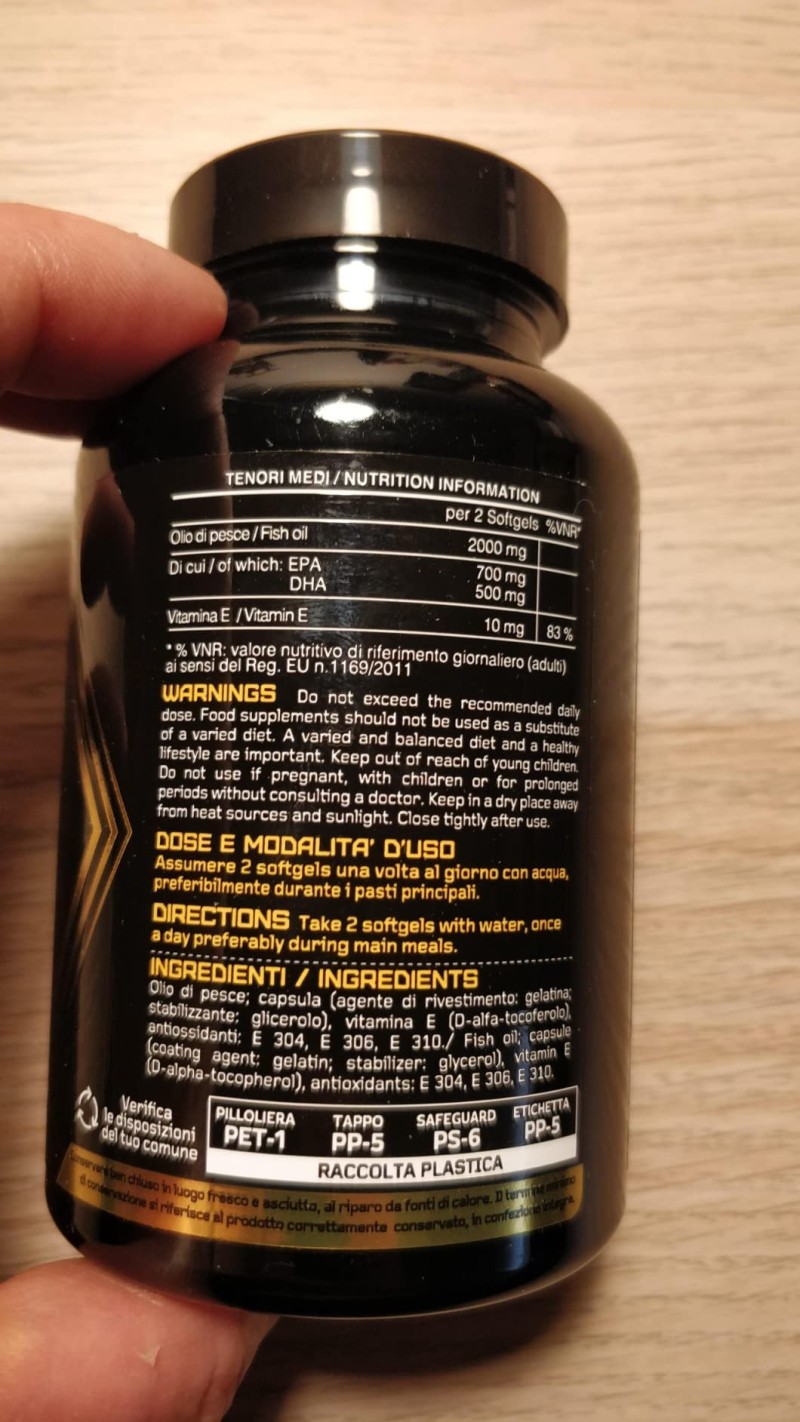 TENORI MEDI / NUTRITION INFORMATION
per 2 Softgels %VNR*
Olio di pesce / Fish oil 2000 mg
Di cui / of which: EPA 700 mg
DHA 500 mg
Vitamina E / Vitamin E 10 mg 83 %
* % VNR: valore nutritivo di riferimento giornaliero (adulti)
ai sensi del Reg. EU n.1169/2011
WARNINGS Do not exceed the recommended daily
dose. Food supplements should not be used as a substitute
of a varied diet. A varied and balanced diet and a healthy
lifestyle are important. Keep out of reach of young children.
Do not use if pregnant, with children or for prolonged
periods without consulting a doctor. Keep in a dry place away
from heat sources and sunlight. Close tightly after use.
DOSE E MODALITA' D'USO
Assumere 2 softgels una volta al giorno con acqua,
preferibilmente durante i pasti principali.
DIRECTIONS Take 2 softgels with water, once
a day preferably during main meals.
INGREDIENTI / INGREDIENTS
Olio di pesce; capsula (agente di rivestimento: gelatina;
stabilizzante: glicerolo), vitamina E (D-alfa-tocoferolo),
antiossidanti: E 304, E 306, E 310./ Fish oil; capsule
(coating agent: gelatin; stabilizer: glycerol), vitamin E
(D-alpha-tocopherol), antioxidants: E 304, E 306, E 310.
Verifica
le disposizioni
del tuo comune
PILLOLIERA TAPPO SAFEGUARD ETICHETTA
PET-1 PP-5 PS-6 PP-5
RACCOLTA PLASTICA
Conservare ben chiuso in luogo fresco e asciutto, al riparo da fonti di calore. Il termine minimo
di conservazione si riferisce al prodotto correttamente conservato, in confezione integra.